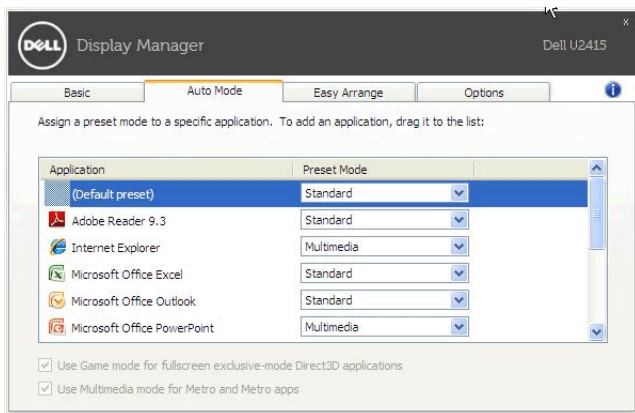 DELL Display Manager Dell U2415
Basic Auto Mode Easy Arrange Options
Assign a preset mode to a specific application. To add an application, drag it to the list:
Application Preset Mode
(Default preset) Standard
Adobe Reader 9.3 Standard
Internet Explorer Multimedia
Microsoft Office Excel Standard
Microsoft Office Outlook Standard
Microsoft Office PowerPoint Multimedia
Use Game mode for fullscreen exclusive-mode Direct3D applications
Use Multimedia mode for Metro and Metro apps